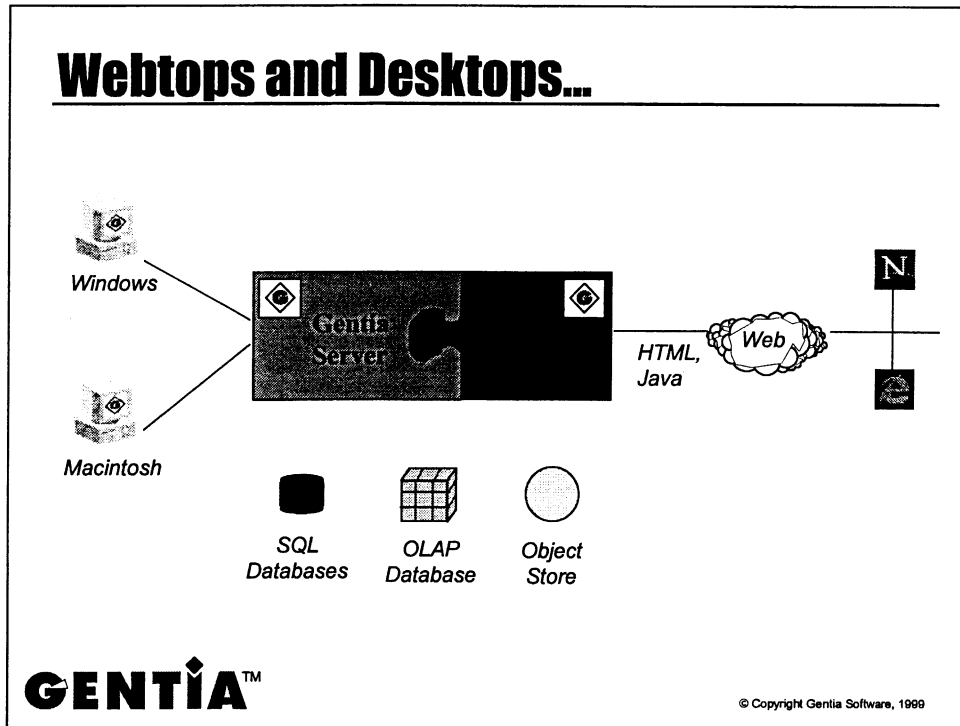 Webtops and Desktops...
Windows
Gentia
Server
N
HTML,
Java
Web
Macintosh
SQL
Databases
OLAP
Database
Object
Store
GENTIA™
© Copyright Gentia Software, 1999